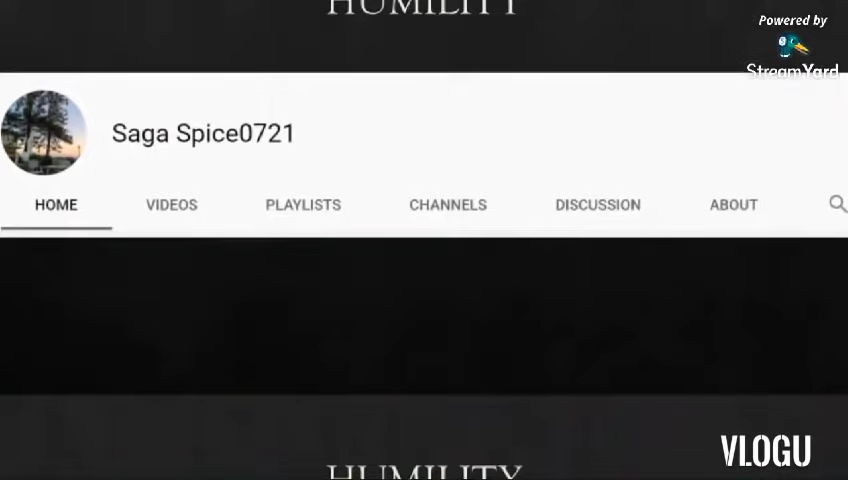 HUMILITY
Powered by
StreamYard
Saga Spice0721
HOME VIDEOS PLAYLISTS CHANNELS DISCUSSION ABOUT
VLOGU
HUMILITY